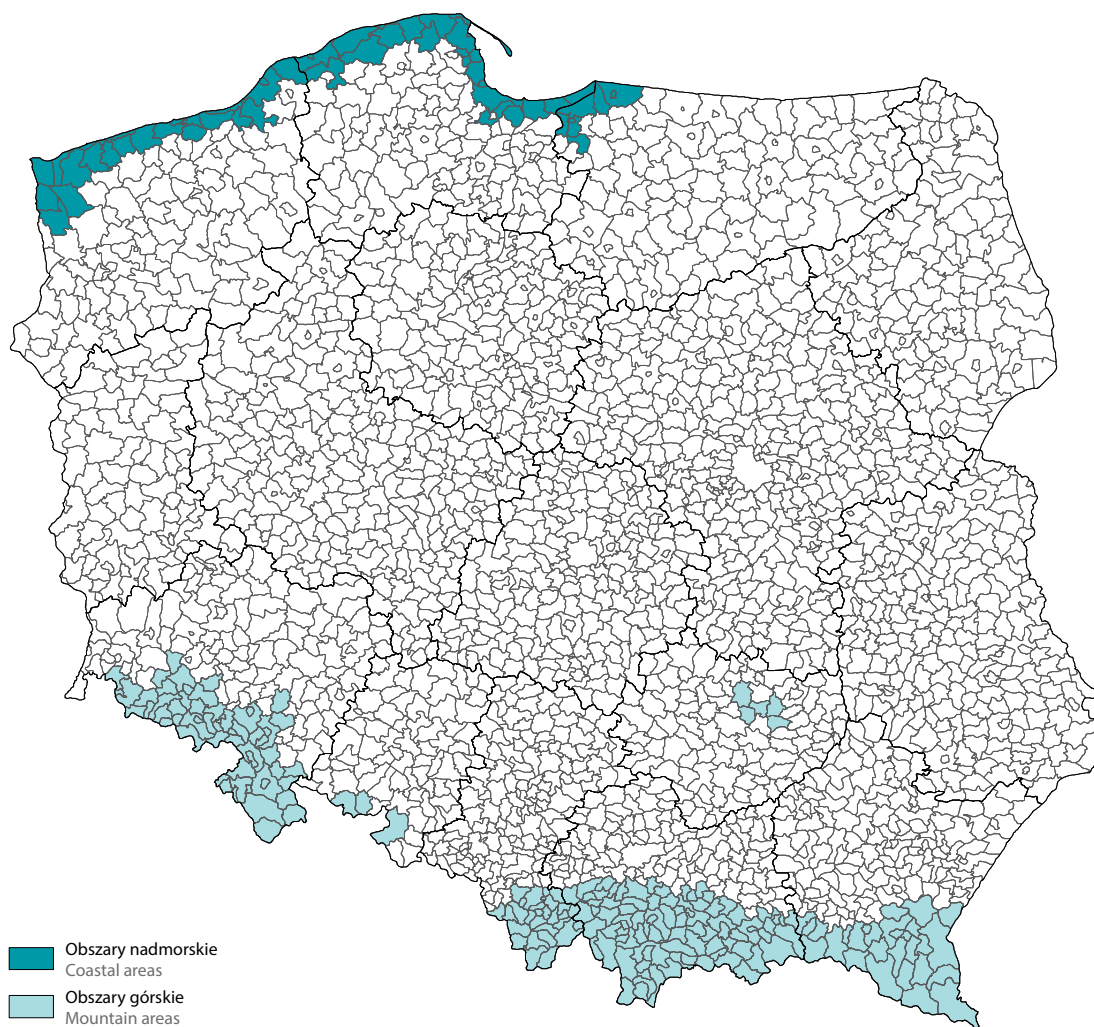 Obszary nadmorskie
Coastal areas
Obszary górskie
Mountain areas